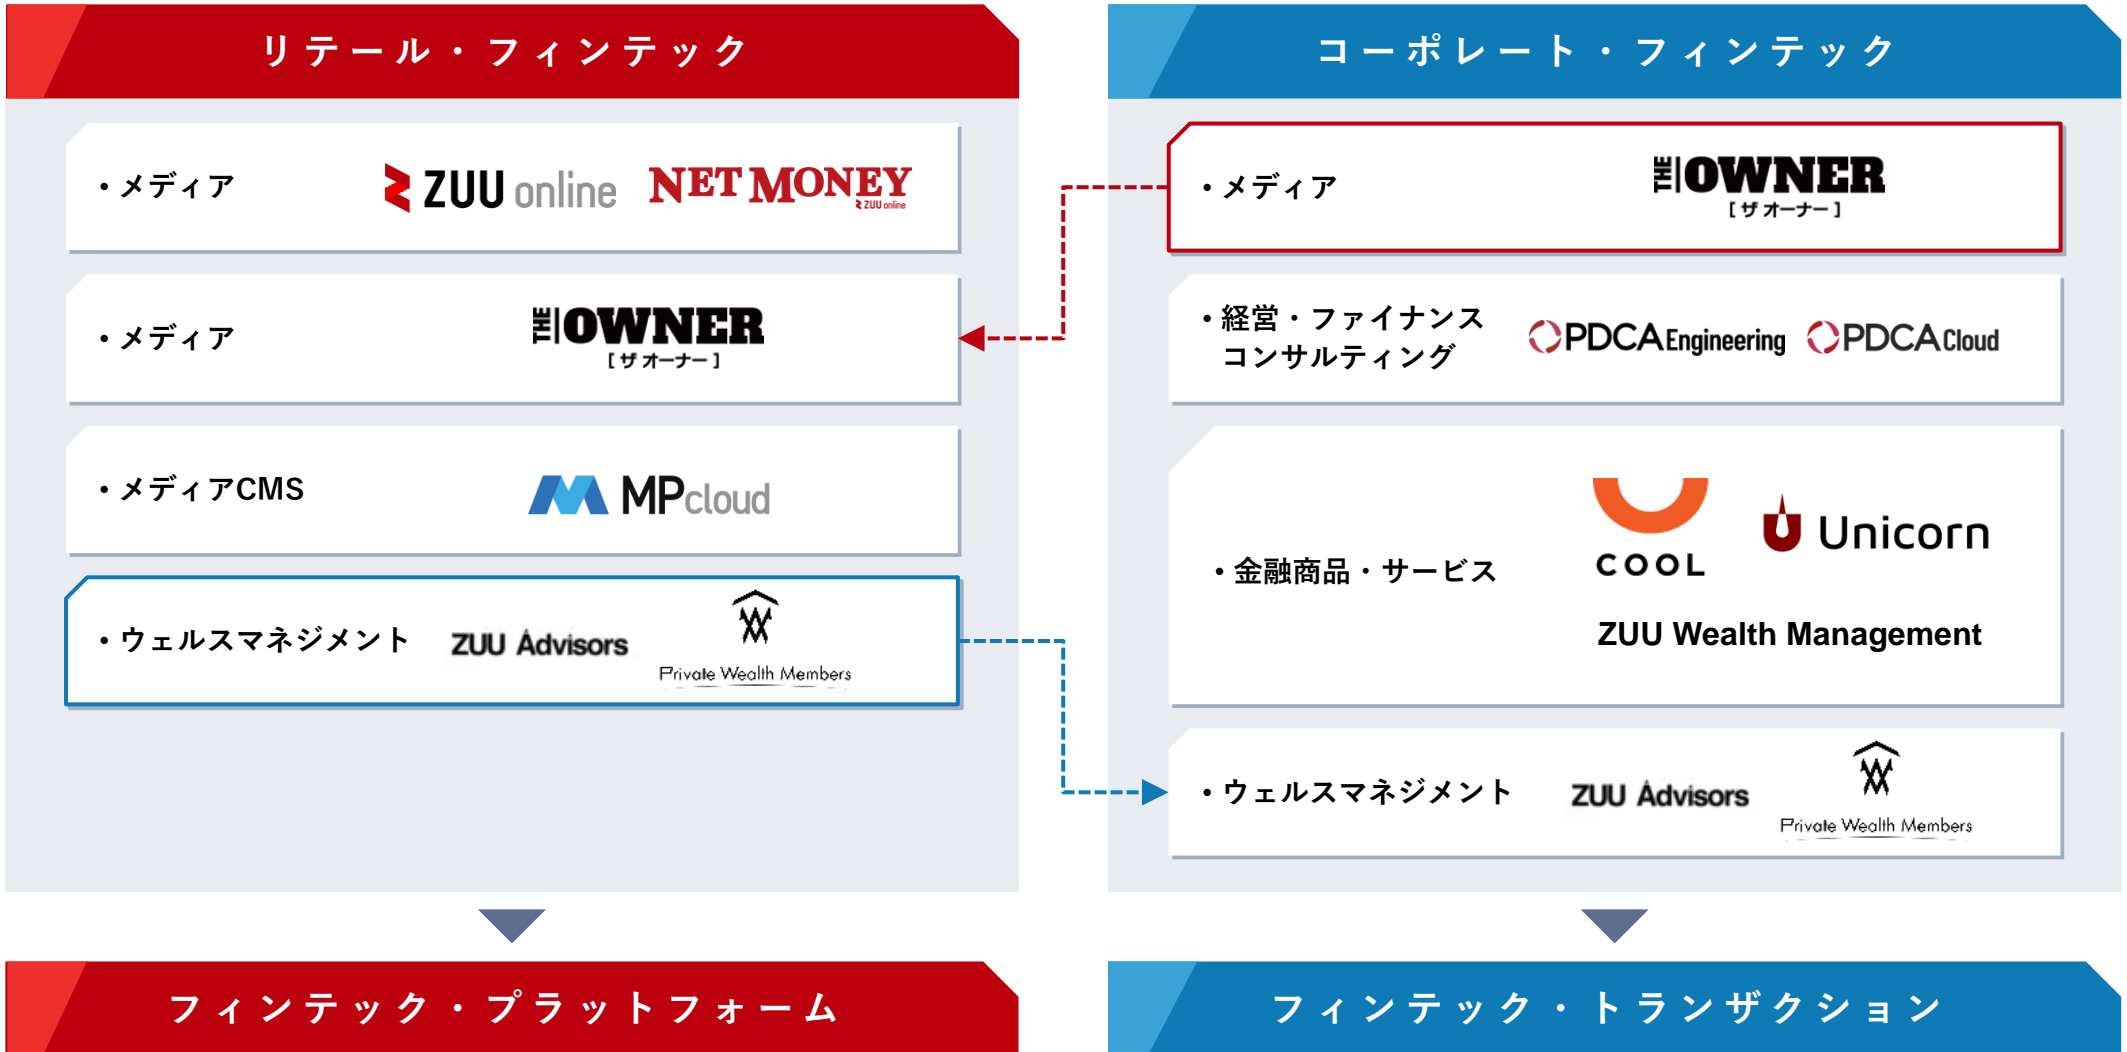 リテール・フィンテック
・メディア
ZUU online
NET MONEY
ZUU online
・メディア
THE OWNER
[ ザ オーナー ]
・メディアCMS
MPcloud
・ウェルスマネジメント
ZUU Advisors
Private Wealth Members
フィンテック・プラットフォーム
コーポレート・フィンテック
・メディア
THE OWNER
[ ザ オーナー ]
・経営・ファイナンス
コンサルティング
PDCA Engineering
PDCA Cloud
・金融商品・サービス
COOL
Unicorn
ZUU Wealth Management
・ウェルスマネジメント
ZUU Advisors
Private Wealth Members
フィンテック・トランザクション